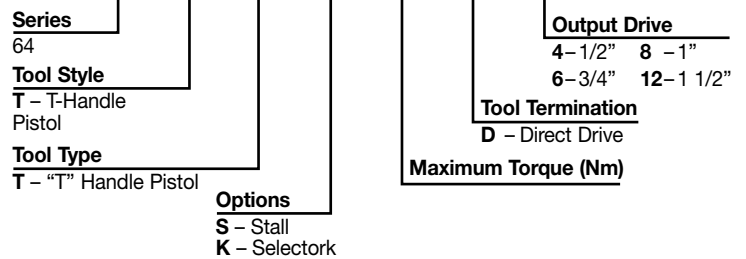 Series
64
Tool Style
T – T-Handle
Pistol
Tool Type
T – “T” Handle Pistol
Options
S – Stall
K – Selectork
Output Drive
4–1/2” 8 –1”
6–3/4” 12–1 1/2”
Tool Termination
D – Direct Drive
Maximum Torque (Nm)